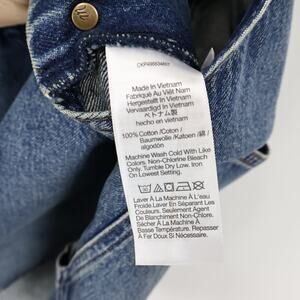 Made In Vietnam
Fabriqué Au Viêt Nam
Hergestellt In Vietnam
Vervaardigd In Vietnam
ベトナム製
hecho en vietnam
100% Cotton /Coton /
Baumwolle /Katoen / 綿 /
algodón
Machine Wash Cold With Like
Colors. Non-Chlorine Bleach
Only. Tumble Dry Low. Iron
On Lowest Setting.
Laver À La Machine À L'eau
Froide.Laver En Séparant Les
Couleurs. Aucun Agent
De Blanchiment Non Chloré.
Sécher À La Machine À
Basse Température. Repasser
À Fer Doux Si Nécessaire.